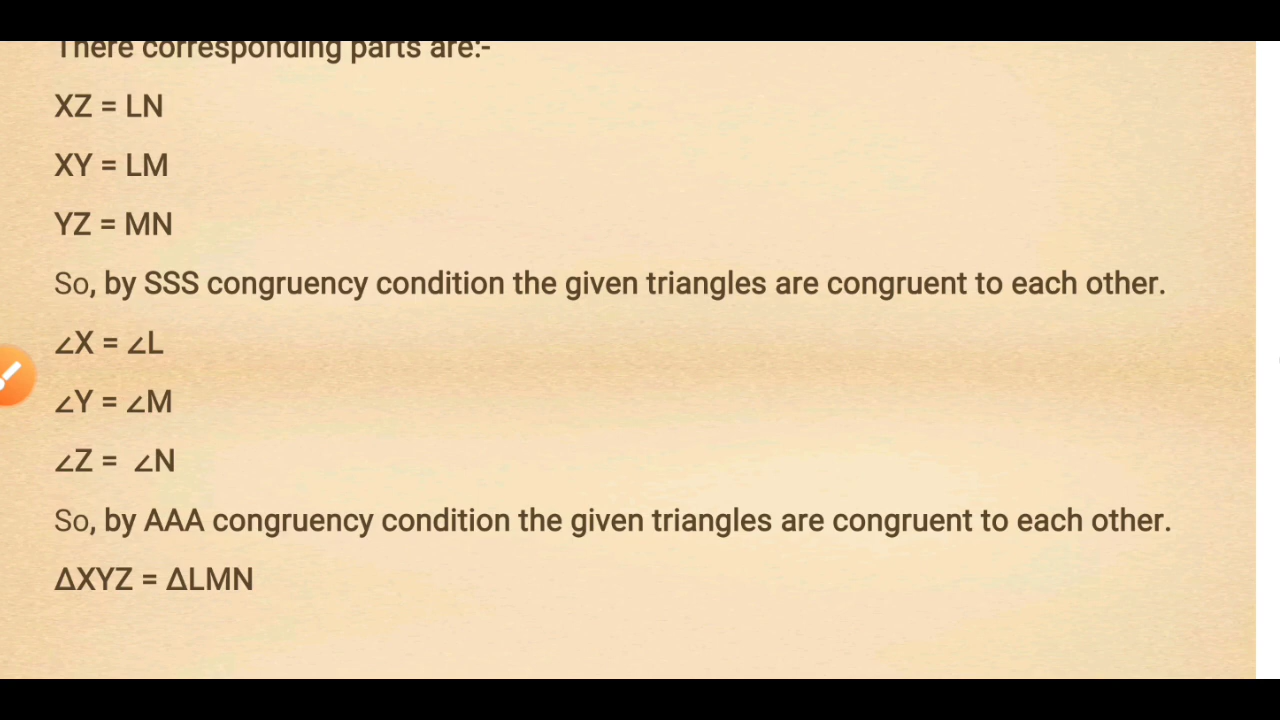 There corresponding parts are:-
XZ = LN
XY = LM
YZ = MN
So, by SSS congruency condition the given triangles are congruent to each other.
∠X = ∠L
∠Y = ∠M
∠Z =  ∠N
So, by AAA congruency condition the given triangles are congruent to each other.
ΔXYZ = ΔLMN